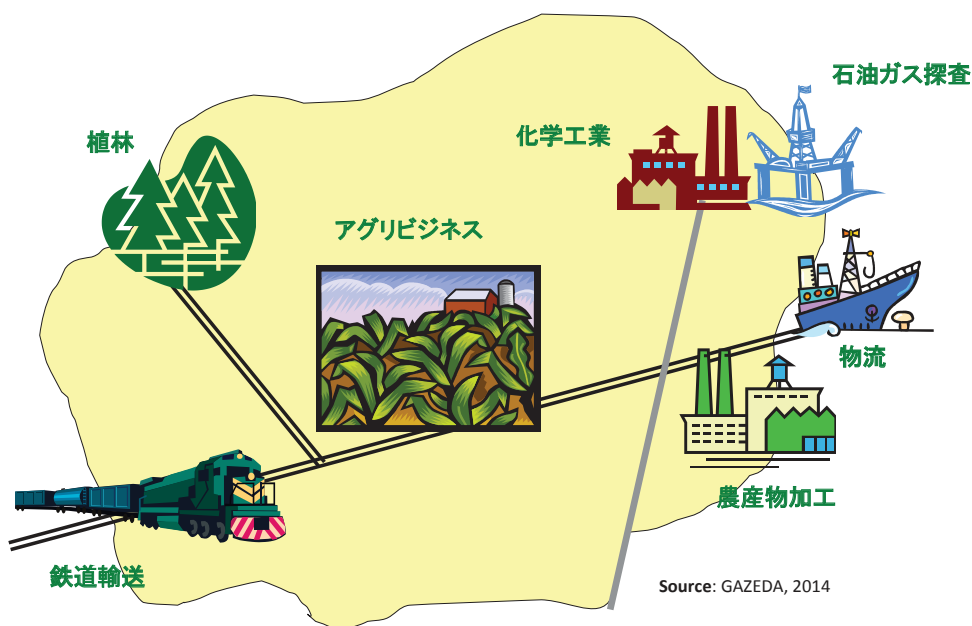 石油ガス探査
化学工業
植林
アグリビジネス
物流
農産物加工
鉄道輸送
Source: GAZEDA, 2014